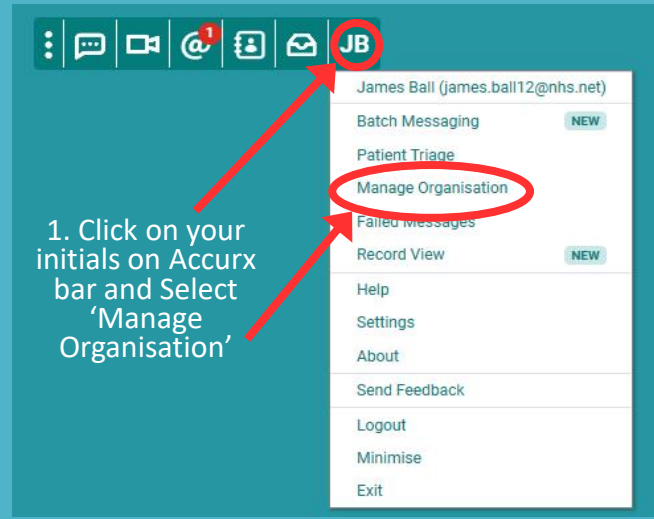 @ 1 JB
James Ball (james.ball12@nhs.net)
Batch Messaging NEW
Patient Triage
Manage Organisation
Failed Messages
Record View NEW
Help
Settings
About
Send Feedback
Logout
Minimise
Exit
1. Click on your
initials on Accurx
bar and Select
‘Manage
Organisation’